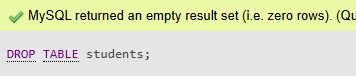 MySQL returned an empty result set (i.e. zero rows). (Qu
DROP TABLE students;